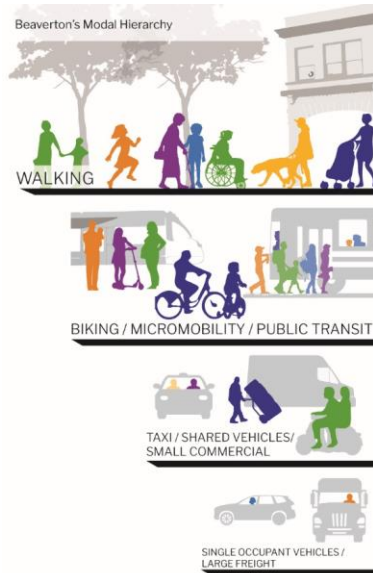 Beaverton's Modal Hierarchy
WALKING
BIKING / MICROMOBILITY / PUBLIC TRANSIT
TAXI / SHARED VEHICLES/
SMALL COMMERCIAL
SINGLE OCCUPANT VEHICLES /
LARGE FREIGHT